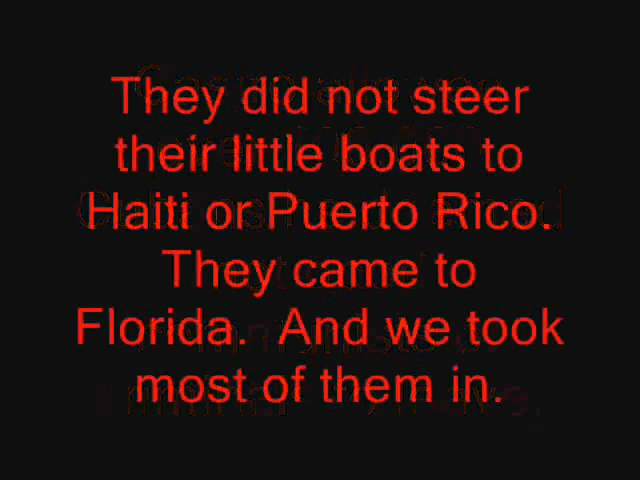 They did not steer
their little boats to
Haiti or Puerto Rico.
They came to
Florida.  And we took
most of them in.